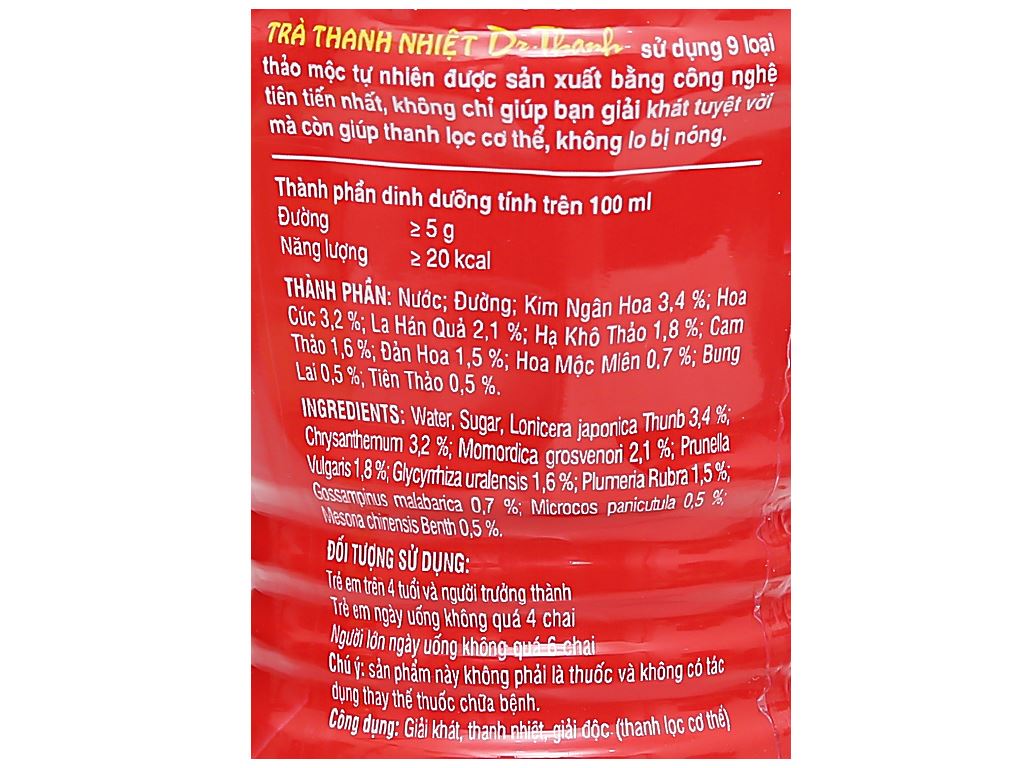 TRÀ THANH NHIỆT Dr.Thanh sử dụng 9 loại
thảo mộc tự nhiên được sản xuất bằng công nghệ
tiên tiến nhất, không chỉ giúp bạn giải khát tuyệt vời
mà còn giúp thanh lọc cơ thể, không lo bị nóng.
Thành phần dinh dưỡng tính trên 100 ml
Đường ≥ 5 g
Năng lượng ≥ 20 kcal
THÀNH PHẦN: Nước; Đường; Kim Ngân Hoa 3,4 %; Hoa
Cúc 3,2 %; La Hán Quả 2,1 %; Hạ Khô Thảo 1,8 %; Cam
Thảo 1,6 %; Đản Hoa 1,5 %; Hoa Mộc Miên 0,7 %; Bung
Lai 0,5 %; Tiên Thảo 0,5 %.
INGREDIENTS: Water, Sugar, Lonicera japonica Thunb 3,4 %;
Chrysanthemum 3,2 %; Momordica grosvenori 2,1 %; Prunella
Vulgaris 1,8 %; Glycyrrhiza uralensis 1,6 %; Plumeria Rubra 1,5 %;
Gossampinus malabarica 0,7 %; Microcos panicutula 0,5 %;
Mesona chinensis Benth 0,5 %.
ĐỐI TƯỢNG SỬ DỤNG:
Trẻ em trên 4 tuổi và người trưởng thành
Trẻ em ngày uống không quá 4 chai
Người lớn ngày uống không quá 6 chai
Chú ý: sản phẩm này không phải là thuốc và không có tác
dụng thay thế thuốc chữa bệnh.
Công dụng: Giải khát, thanh nhiệt, giải độc (thanh lọc cơ thể)